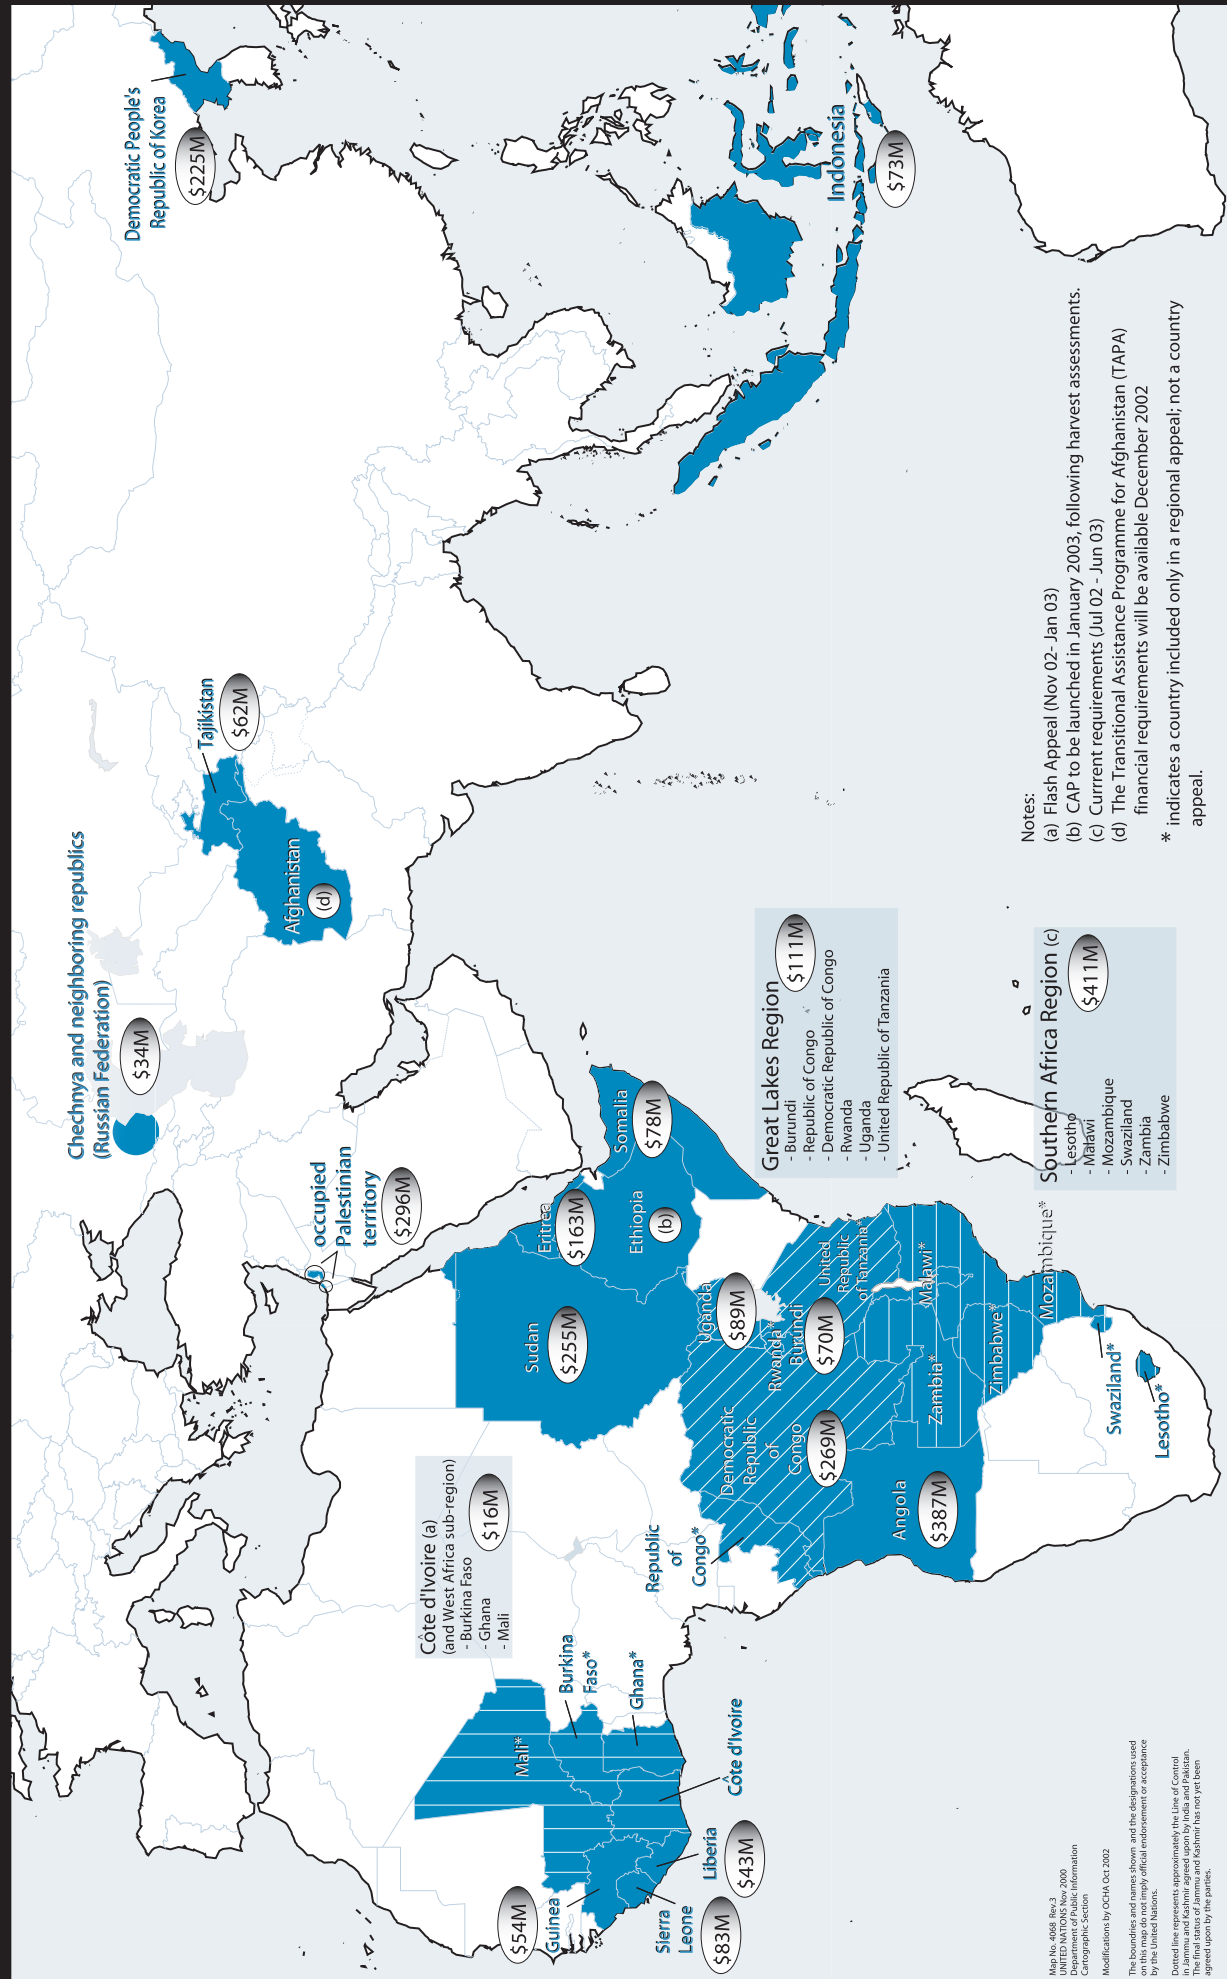 Democratic People's
Republic of Korea
$225M
Indonesia
$73M
Tajikistan
$62M
Afghanistan
(d)
Chechnya and neighboring republics
(Russian Federation)
$34M
occupied
Palestinian
territory
$296M
Somalia
$78M
Eritrea
$163M
Ethiopia
(b)
Sudan
$255M
Uganda
$89M
Rwanda*
Burundi
$70M
United
Republic
of Tanzania*
Democratic
Republic
of
Congo
$269M
Republic
of
Congo*
Angola
$387M
Zambia*
Malawi*
Zimbabwe*
Mozambique*
Swaziland*
Lesotho*
Great Lakes Region
$111M
- Burundi
- Republic of Congo
- Democratic Republic of Congo
- Rwanda
- Uganda
- United Republic of Tanzania
Southern Africa Region (c)
$411M
- Lesotho
- Malawi
- Mozambique
- Swaziland
- Zambia
- Zimbabwe
Côte d'Ivoire (a)
(and West Africa sub-region)
- Burkina Faso
- Ghana
- Mali
$16M
Mali*
Burkina
Faso*
Ghana*
Côte d'Ivoire
Liberia
$43M
Sierra
Leone
$83M
Guinea
$54M
Notes:
(a) Flash Appeal (Nov 02- Jan 03)
(b) CAP to be launched in January 2003, following harvest assessments.
(c) Currrent requirements (Jul 02 - Jun 03)
(d) The Transitional Assistance Programme for Afghanistan (TAPA)
financial requirements will be available December 2002
* indicates a country included only in a regional appeal; not a country
appeal.
Map No. 4068 Rev.3
UNITED NATIONS Nov 2000
Department of Public Information
Cartographic Section
Modifications by OCHA Oct 2002
The boundries and names shown and the designations used
on this map do not imply official endorsement or acceptance
by the United Nations.
Dotted line represents approximately the Line of Control
in Jammu and Kashmir agreed upon by India and Pakistan.
The final status of Jammu and Kashmir has not yet been
agreed upon by the parties.